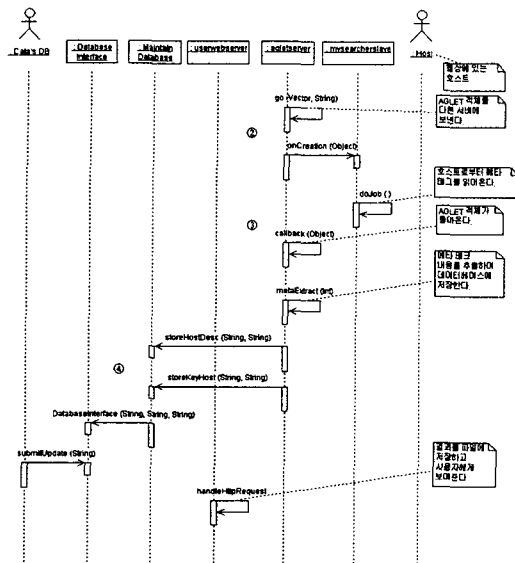 : Cala's DB
: Database
Interface
: Maintain
Database
: userwebserver
: agletserver
: mysearcherslave
: Host
웹상에 있는
호스트
go (Vector, String)
AGLET 객체를
다른 서버에
보낸다
②
onCreation (Object)
호스트로부터 메타
태그를 읽어온다.
doJob ( )
AGLET 객체가
돌아온다.
③
callback (Object)
메타 태크
내용을 추출하여
데이터베이스에
저장한다.
metaExtract (int)
storeHostDesc (String, String)
④
storeKeyHost (String, String)
DatabaseInterface (String, String, String)
submitUpdate (String)
결과를 파일에
저장하고
사용자에게
보여준다
handleHttpRequest